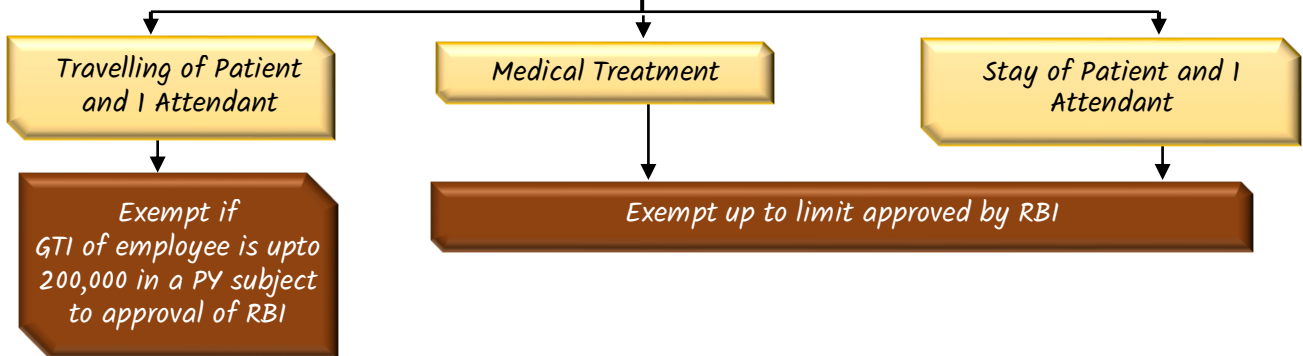 Travelling of Patient
and 1 Attendant
Medical Treatment
Stay of Patient and 1
Attendant
Exempt if
GTI of employee is upto
200,000 in a PY subject
to approval of RBI
Exempt up to limit approved by RBI